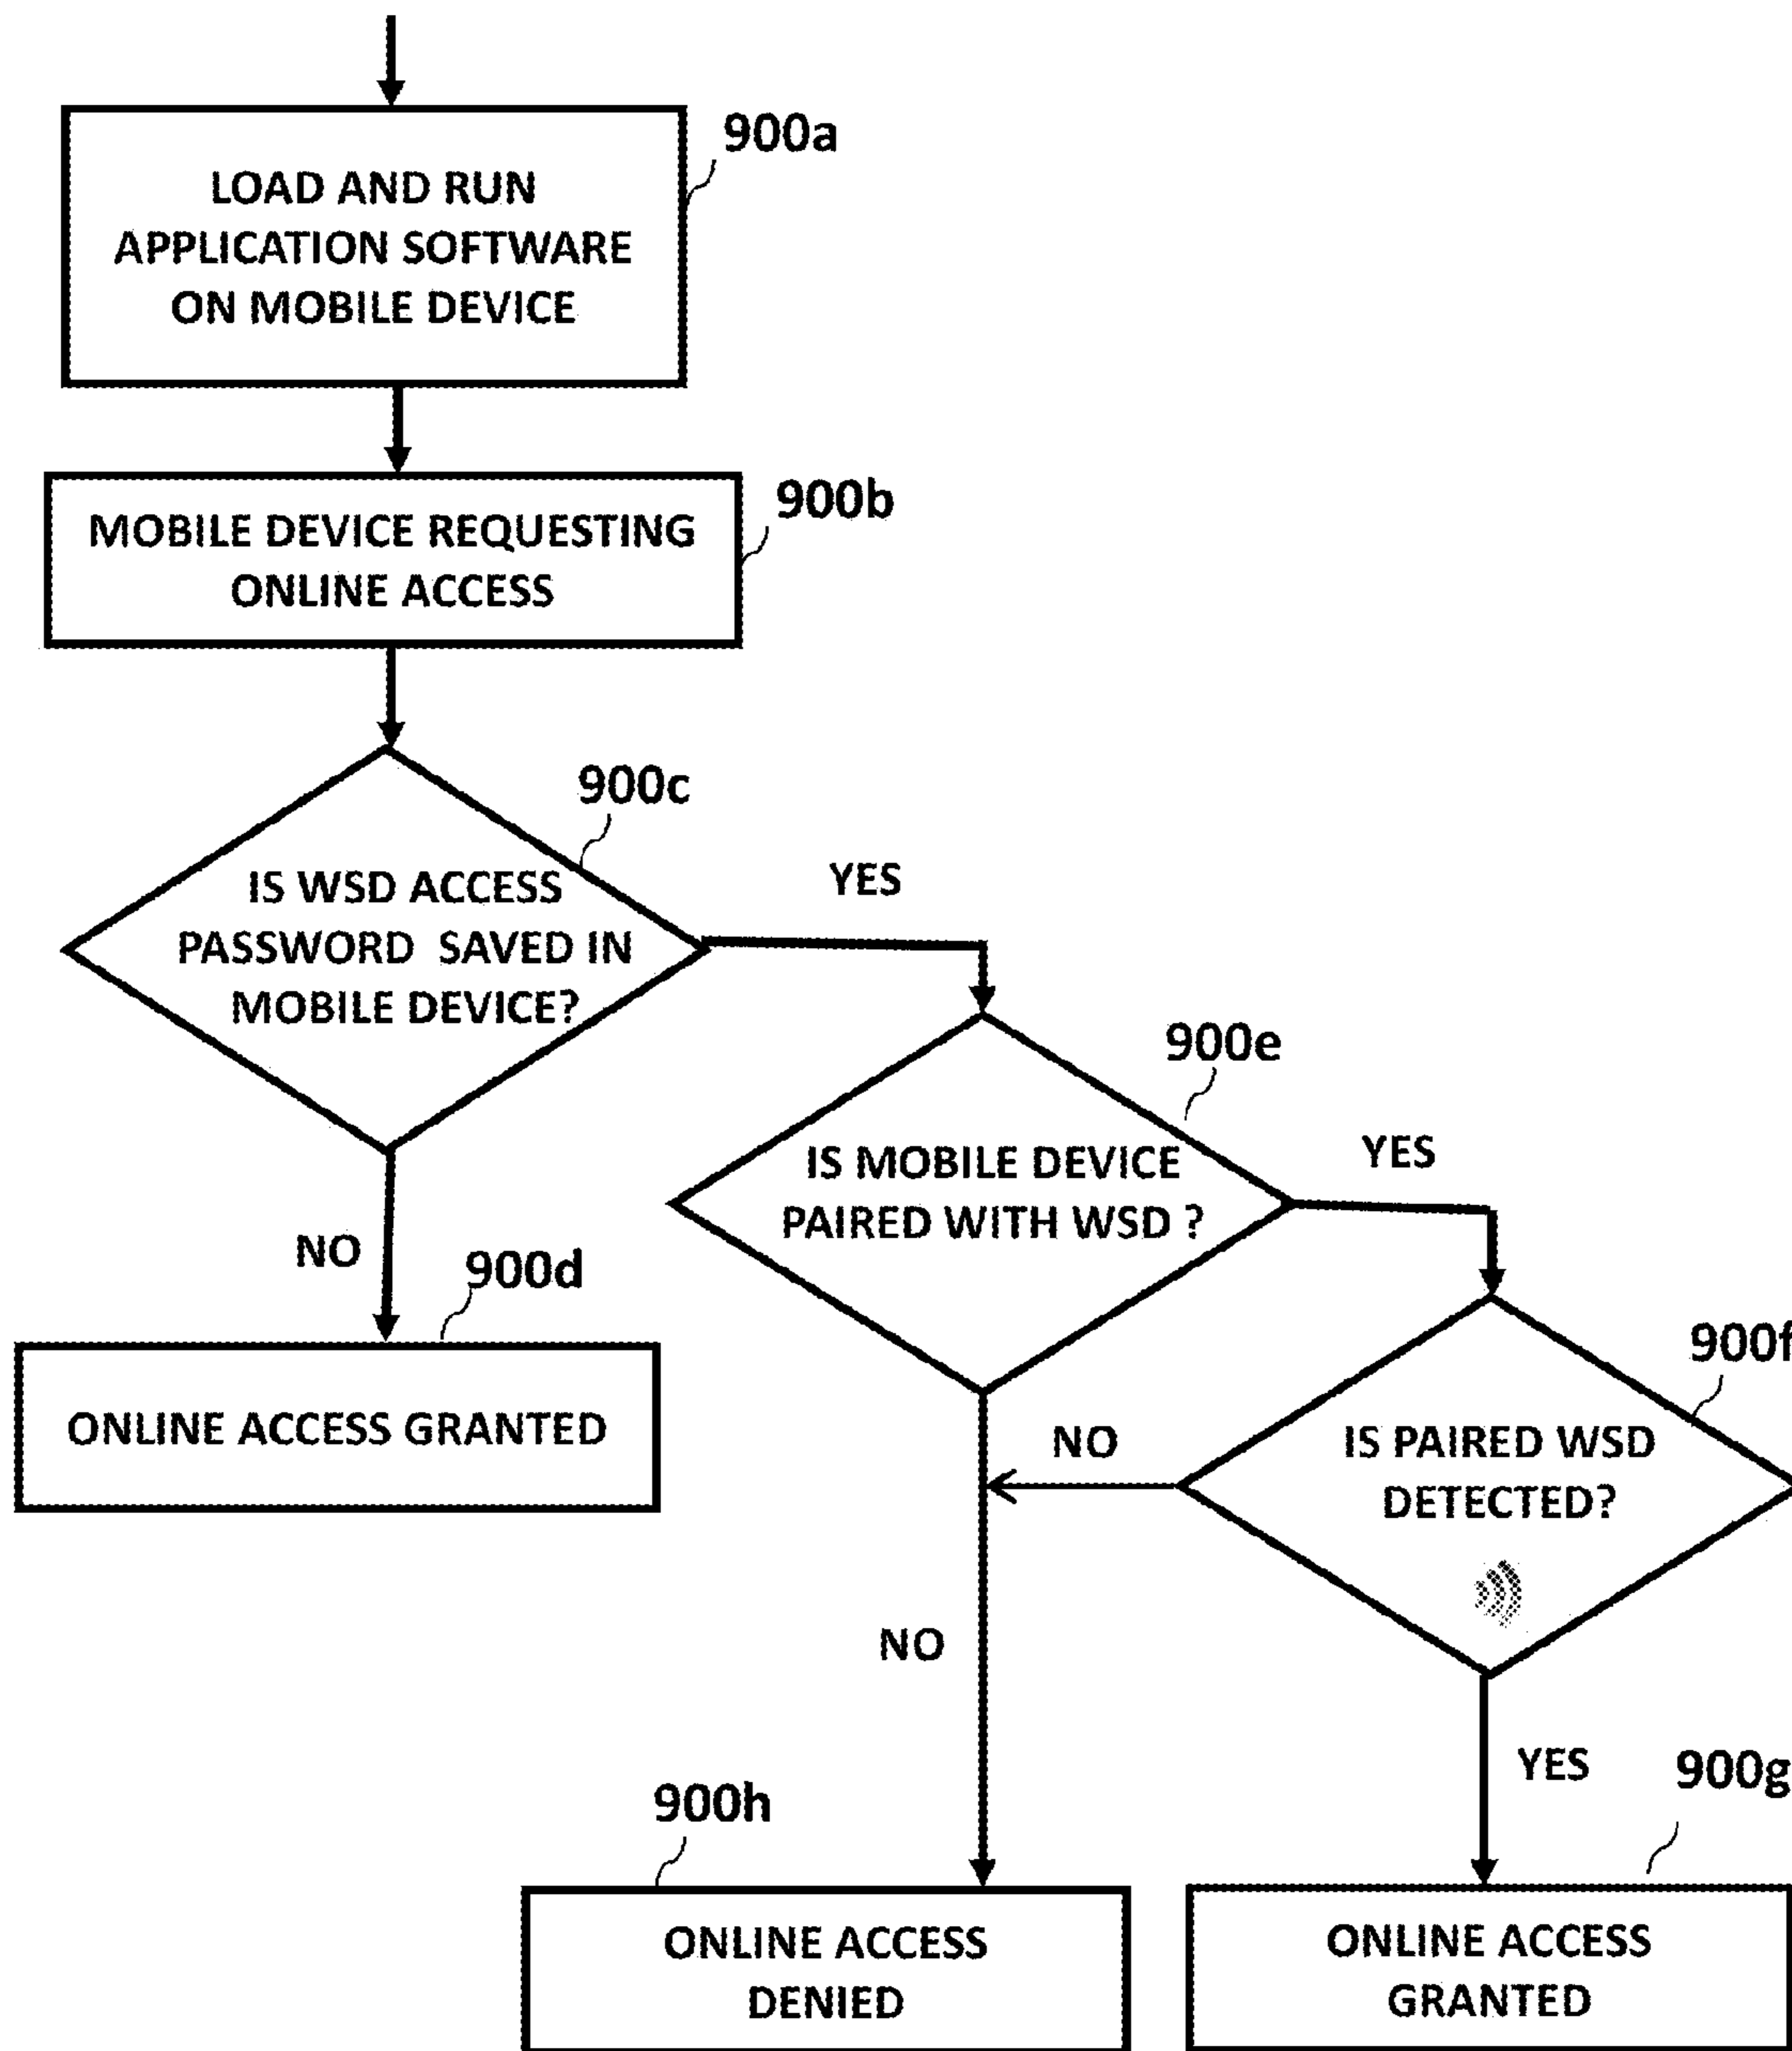 900a
LOAD AND RUN
APPLICATION SOFTWARE
ON MOBILE DEVICE
900b
MOBILE DEVICE REQUESTING
ONLINE ACCESS
900c
IS WSD ACCESS
PASSWORD SAVED IN
MOBILE DEVICE?
YES
900e
IS MOBILE DEVICE
PAIRED WITH WSD ?
YES
NO
900d
ONLINE ACCESS GRANTED
900f
IS PAIRED WSD
DETECTED?
NO
NO
YES
900h
ONLINE ACCESS
DENIED
900g
ONLINE ACCESS
GRANTED